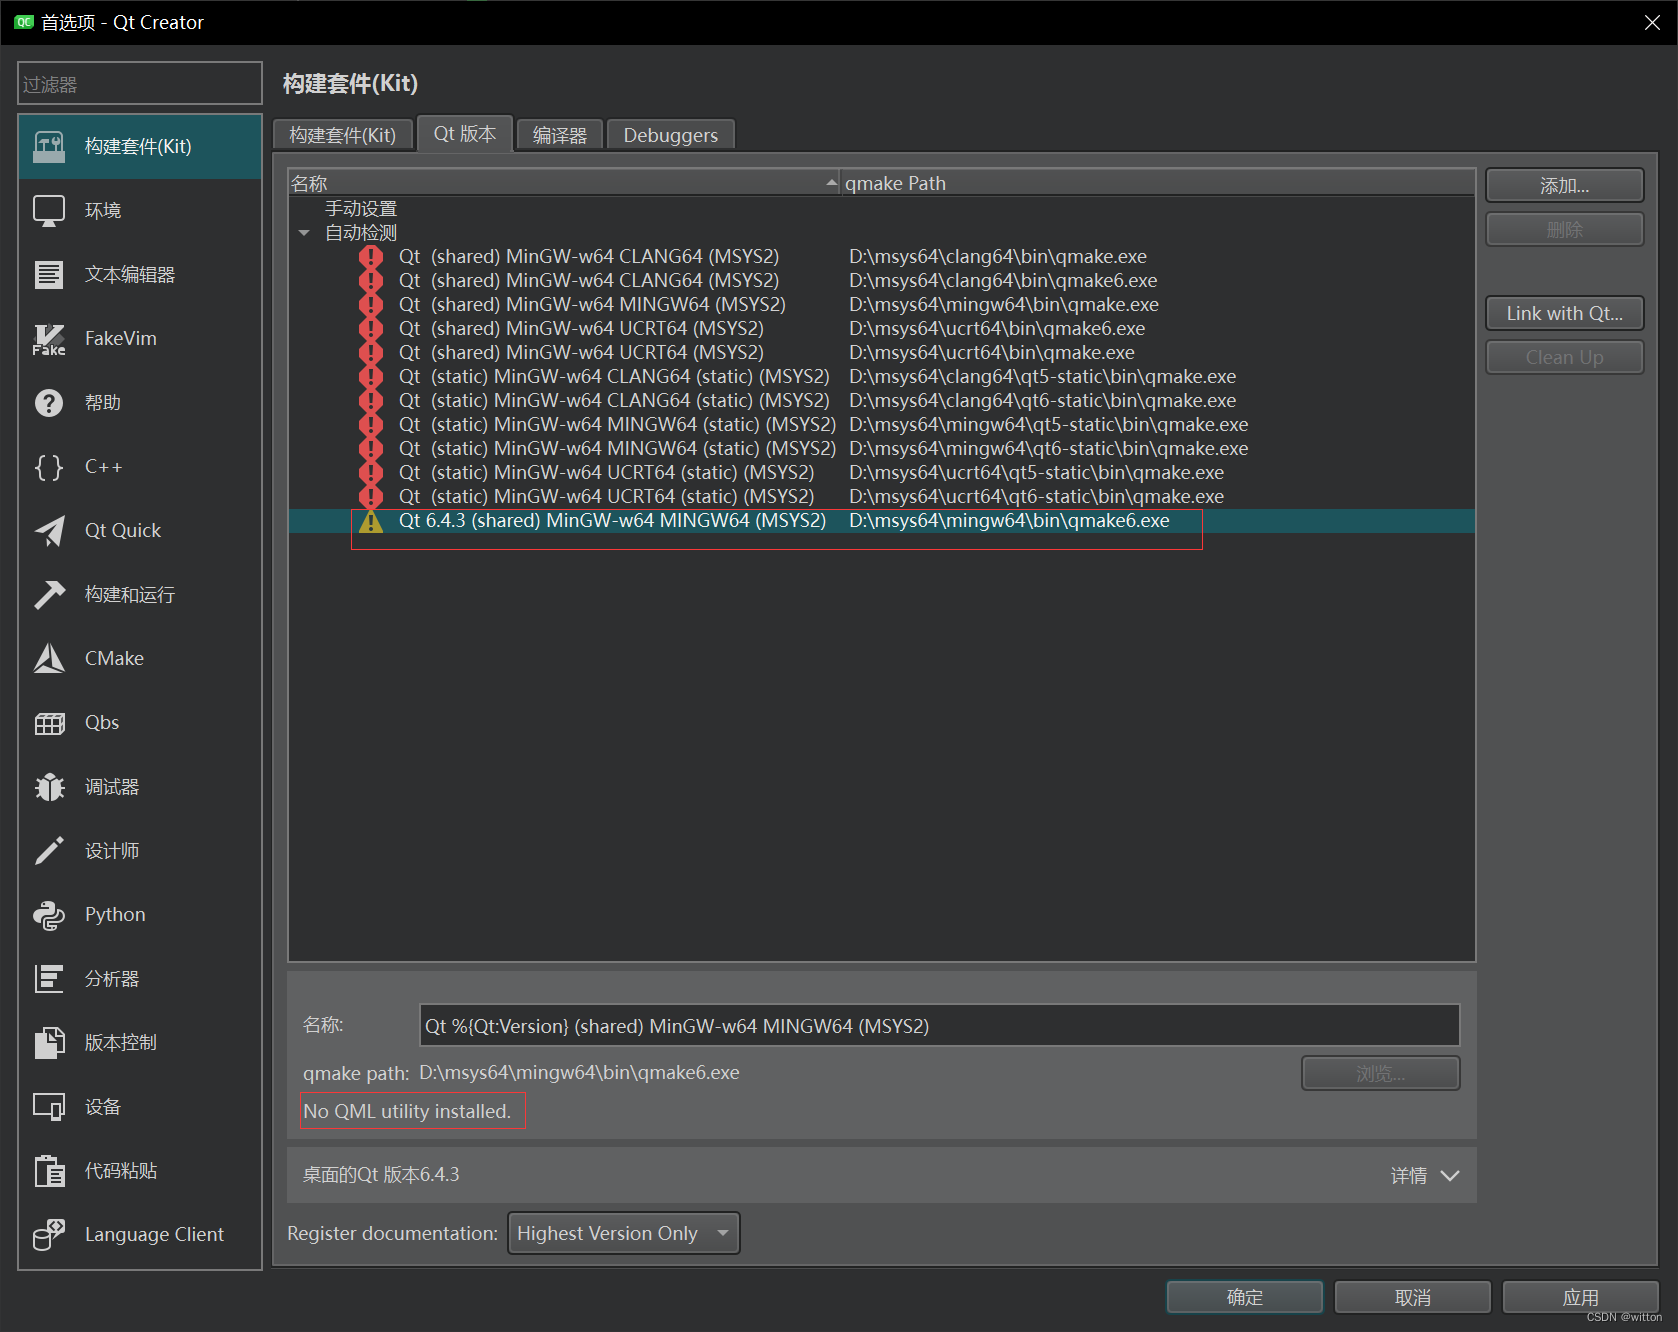 QC 首选项 - Qt Creator
过滤器
构建套件(Kit)
构建套件(Kit)
环境
文本编辑器
FakeVim
Fake
帮助
C++
Qt Quick
构建和运行
CMake
Qbs
调试器
设计师
Python
分析器
版本控制
设备
代码粘贴
Language Client
构建套件(Kit) Qt 版本 编译器 Debuggers
名称 qmake Path
手动设置
自动检测
Qt (shared) MinGW-w64 CLANG64 (MSYS2) D:\msys64\clang64\bin\qmake.exe
Qt (shared) MinGW-w64 CLANG64 (MSYS2) D:\msys64\clang64\bin\qmake6.exe
Qt (shared) MinGW-w64 MINGW64 (MSYS2) D:\msys64\mingw64\bin\qmake.exe
Qt (shared) MinGW-w64 UCRT64 (MSYS2) D:\msys64\ucrt64\bin\qmake6.exe
Qt (shared) MinGW-w64 UCRT64 (MSYS2) D:\msys64\ucrt64\bin\qmake.exe
Qt (static) MinGW-w64 CLANG64 (static) (MSYS2) D:\msys64\clang64\qt5-static\bin\qmake.exe
Qt (static) MinGW-w64 CLANG64 (static) (MSYS2) D:\msys64\clang64\qt6-static\bin\qmake.exe
Qt (static) MinGW-w64 MINGW64 (static) (MSYS2) D:\msys64\mingw64\qt5-static\bin\qmake.exe
Qt (static) MinGW-w64 MINGW64 (static) (MSYS2) D:\msys64\mingw64\qt6-static\bin\qmake.exe
Qt (static) MinGW-w64 UCRT64 (static) (MSYS2) D:\msys64\ucrt64\qt5-static\bin\qmake.exe
Qt (static) MinGW-w64 UCRT64 (static) (MSYS2) D:\msys64\ucrt64\qt6-static\bin\qmake.exe
Qt 6.4.3 (shared) MinGW-w64 MINGW64 (MSYS2) D:\msys64\mingw64\bin\qmake6.exe
添加...
删除
Link with Qt...
Clean Up
名称: Qt %{Qt:Version} (shared) MinGW-w64 MINGW64 (MSYS2)
qmake path: D:\msys64\mingw64\bin\qmake6.exe 浏览...
No QML utility installed.
桌面的Qt 版本6.4.3 详情
Register documentation: Highest Version Only
确定 取消 应用
CSDN @witton